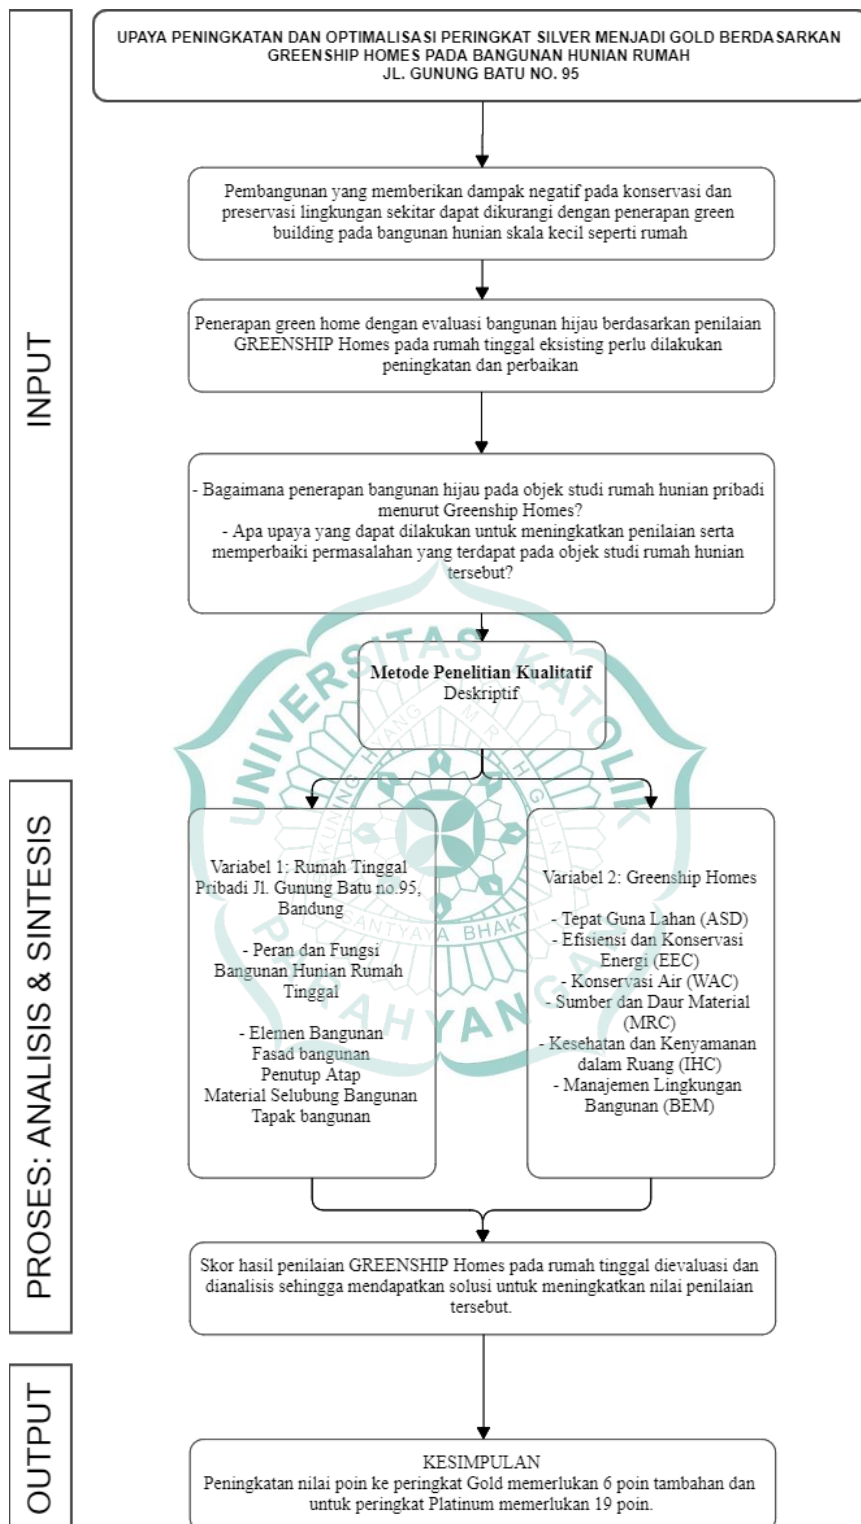 UPAYA PENINGKATAN DAN OPTIMALISASI PERINGKAT SILVER MENJADI GOLD BERDASARKAN
GREENSHIP HOMES PADA BANGUNAN HUNIAN RUMAH
JL. GUNUNG BATU NO. 95
INPUT
Pembangunan yang memberikan dampak negatif pada konservasi dan
preservasi lingkungan sekitar dapat dikurangi dengan penerapan green
building pada bangunan hunian skala kecil seperti rumah
Penerapan green home dengan evaluasi bangunan hijau berdasarkan penilaian
GREENSHIP Homes pada rumah tinggal eksisting perlu dilakukan
peningkatan dan perbaikan
- Bagaimana penerapan bangunan hijau pada objek studi rumah hunian pribadi
menurut Greenship Homes?
- Apa upaya yang dapat dilakukan untuk meningkatkan penilaian serta
memperbaiki permasalahan yang terdapat pada objek studi rumah hunian
tersebut?
Metode Penelitian Kualitatif
Deskriptif
UNIVERSITAS KATOLIK
PARAHYANGAN
SANTYAYA BHAKTI
PROSES: ANALISIS & SINTESIS
Variabel 1: Rumah Tinggal
Pribadi Jl. Gunung Batu no.95,
Bandung
- Peran dan Fungsi
Bangunan Hunian Rumah
Tinggal
- Elemen Bangunan
Fasad bangunan
Penutup Atap
Material Selubung Bangunan
Tapak bangunan
Variabel 2: Greenship Homes
- Tepat Guna Lahan (ASD)
- Efisiensi dan Konservasi
Energi (EEC)
- Konservasi Air (WAC)
- Sumber dan Daur Material
(MRC)
- Kesehatan dan Kenyamanan
dalam Ruang (IHC)
- Manajemen Lingkungan
Bangunan (BEM)
Skor hasil penilaian GREENSHIP Homes pada rumah tinggal dievaluasi dan
dianalisis sehingga mendapatkan solusi untuk meningkatkan nilai penilaian
tersebut.
OUTPUT
KESIMPULAN
Peningkatan nilai poin ke peringkat Gold memerlukan 6 poin tambahan dan
untuk peringkat Platinum memerlukan 19 poin.